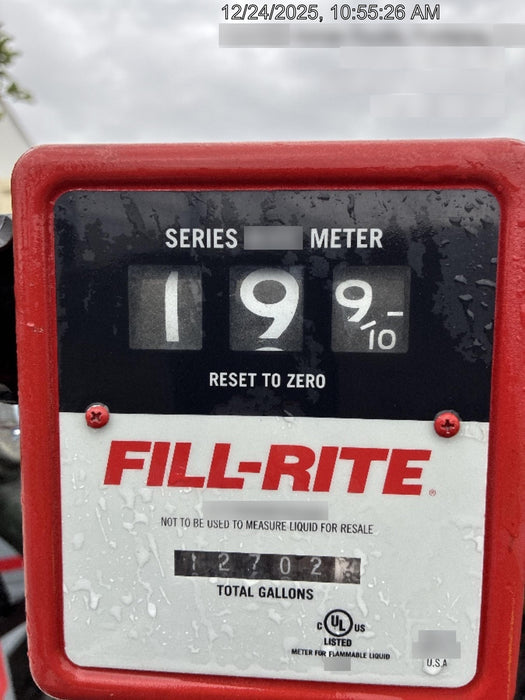 12/24/2025, 10:55:26 AM
SERIES METER
1 9 9/10
RESET TO ZERO
FILL-RITE®
NOT TO BE USED TO MEASURE LIQUID FOR RESALE
12702
TOTAL GALLONS
C UL US
LISTED
METER FOR FLAMMABLE LIQUID
U.S.A